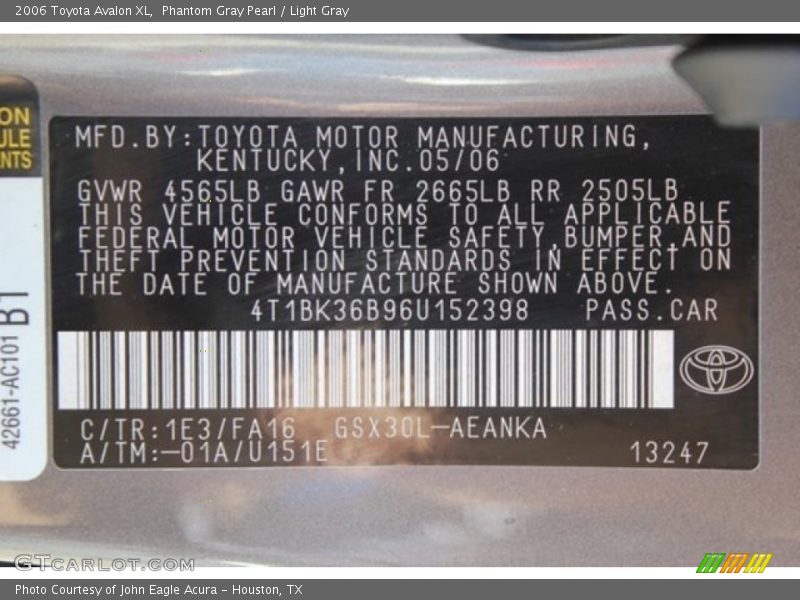 2006 Toyota Avalon XL, Phantom Gray Pearl / Light Gray
ON
ULE
NTS
42661-AC101 B1
MFD.BY:TOYOTA MOTOR MANUFACTURING,
KENTUCKY,INC.05/06
GVWR 4565LB GAWR FR 2665LB RR 2505LB
THIS VEHICLE CONFORMS TO ALL APPLICABLE
FEDERAL MOTOR VEHICLE SAFETY,BUMPER,AND
THEFT PREVENTION STANDARDS IN EFFECT ON
THE DATE OF MANUFACTURE SHOWN ABOVE.
4T1BK36B96U152398 PASS.CAR
C/TR:1E3/FA16 GSX30L-AEANKA
A/TM:-01A/U151E
13247
GTCARLOT.COM
Photo Courtesy of John Eagle Acura - Houston, TX